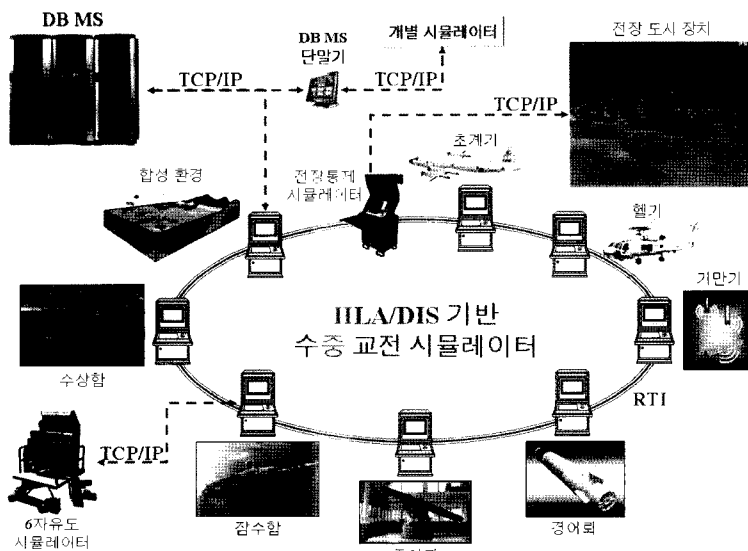 DB MS
DB MS
단말기
개별 시뮬레이터
전장 도시 장치
TCP/IP
TCP/IP
TCP/IP
초계기
합성 환경
전장통제
시뮬레이터
헬기
기만기
HLA/DIS 기반
수중 교전 시뮬레이터
수상함
RTI
TCP/IP
6자유도
시뮬레이터
잠수함
경어뢰